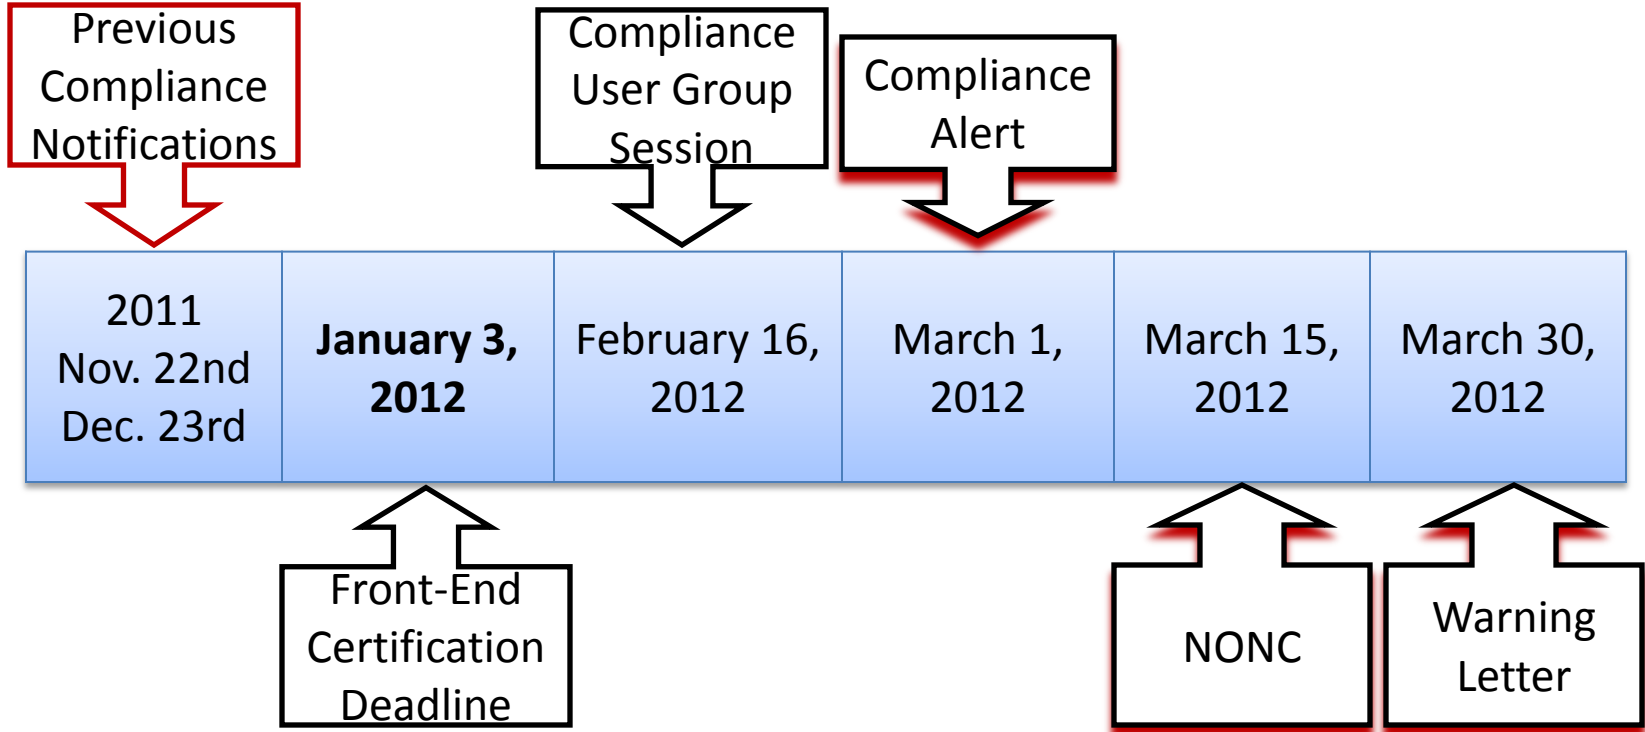 Previous
Compliance
Notifications
Compliance
User Group
Session
Compliance
Alert
2011
Nov. 22nd
Dec. 23rd
January 3,
2012
February 16,
2012
March 1,
2012
March 15,
2012
March 30,
2012
Front-End
Certification
Deadline
NONC
Warning
Letter